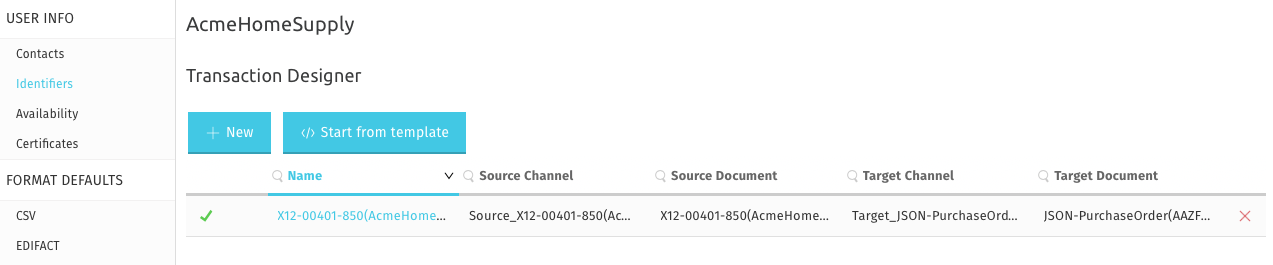 USER INFO
Contacts
Identifiers
Availability
Certificates
FORMAT DEFAULTS
CSV
EDIFACT
AcmeHomeSupply
Transaction Designer
New
Start from template
Name Source Channel Source Document Target Channel Target Document
X12-00401-850(AcmeHome... Source_X12-00401-850(Ac... X12-00401-850(AcmeHome... Target_JSON-PurchaseOrd... JSON-PurchaseOrder(AAZF...